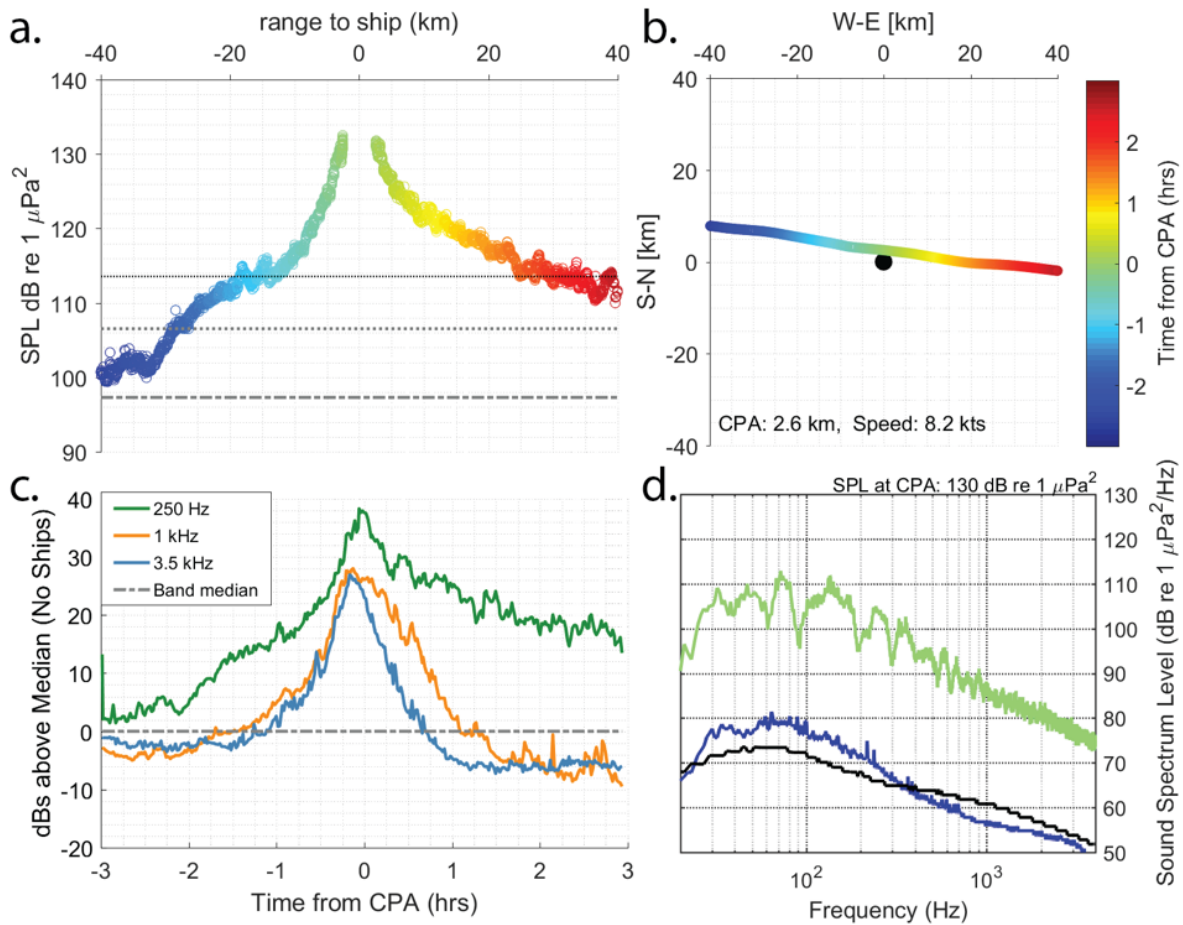 a.
range to ship (km)
-40 -20 0 20 40
SPL dB re 1 μPa²
140
130
120
110
100
90
b.
W-E [km]
-40 -20 0 20 40
S-N [km]
40
20
0
-20
-40
CPA: 2.6 km, Speed: 8.2 kts
2
1
0
-1
-2
Time from CPA (hrs)
c.
dBs above Median (No Ships)
40
30
20
10
0
-10
-20
250 Hz
1 kHz
3.5 kHz
Band median
-3 -2 -1 0 1 2 3
Time from CPA (hrs)
d.
SPL at CPA: 130 dB re 1 μPa²
130
120
110
100
90
80
70
60
50
Sound Spectrum Level (dB re 1 μPa²/Hz)
10² 10³
Frequency (Hz)